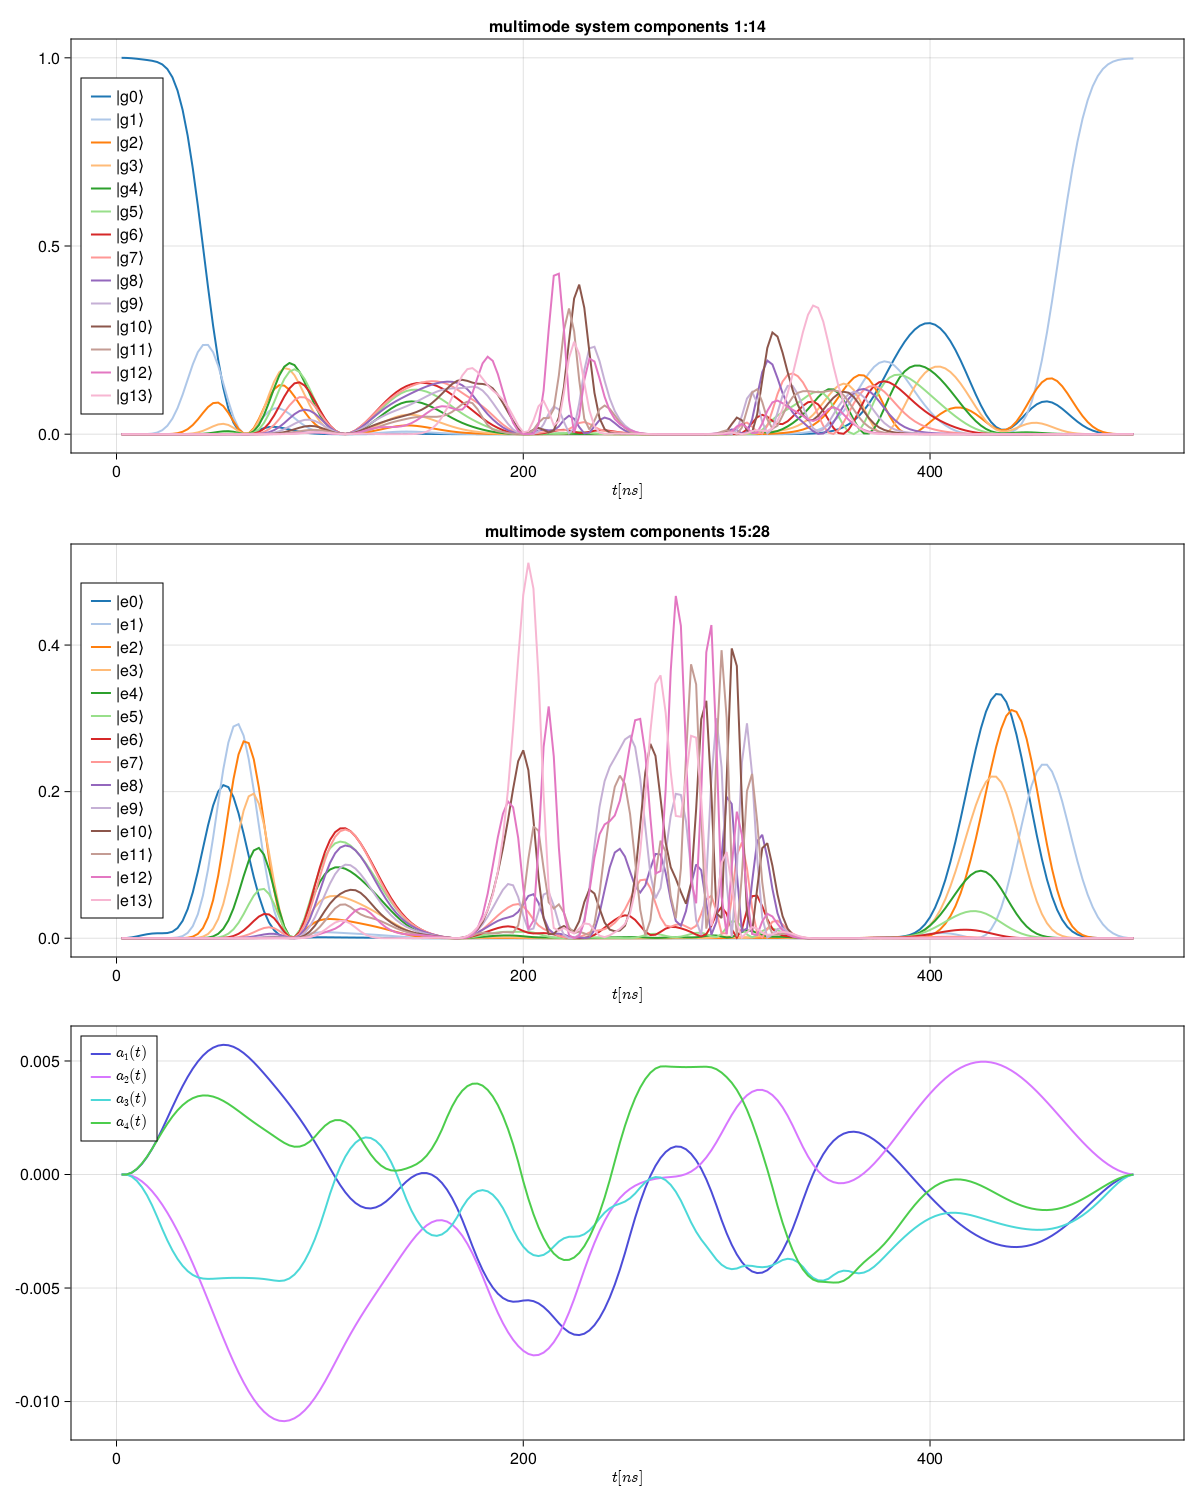 multimode system components 1:14
1.0
0.5
0.0
|g0⟩
|g1⟩
|g2⟩
|g3⟩
|g4⟩
|g5⟩
|g6⟩
|g7⟩
|g8⟩
|g9⟩
|g10⟩
|g11⟩
|g12⟩
|g13⟩
0 200 400
t[ns]
multimode system components 15:28
0.4
0.2
0.0
|e0⟩
|e1⟩
|e2⟩
|e3⟩
|e4⟩
|e5⟩
|e6⟩
|e7⟩
|e8⟩
|e9⟩
|e10⟩
|e11⟩
|e12⟩
|e13⟩
0 200 400
t[ns]
0.005
0.000
-0.005
-0.010
a₁(t)
a₂(t)
a₃(t)
a₄(t)
0 200 400
t[ns]